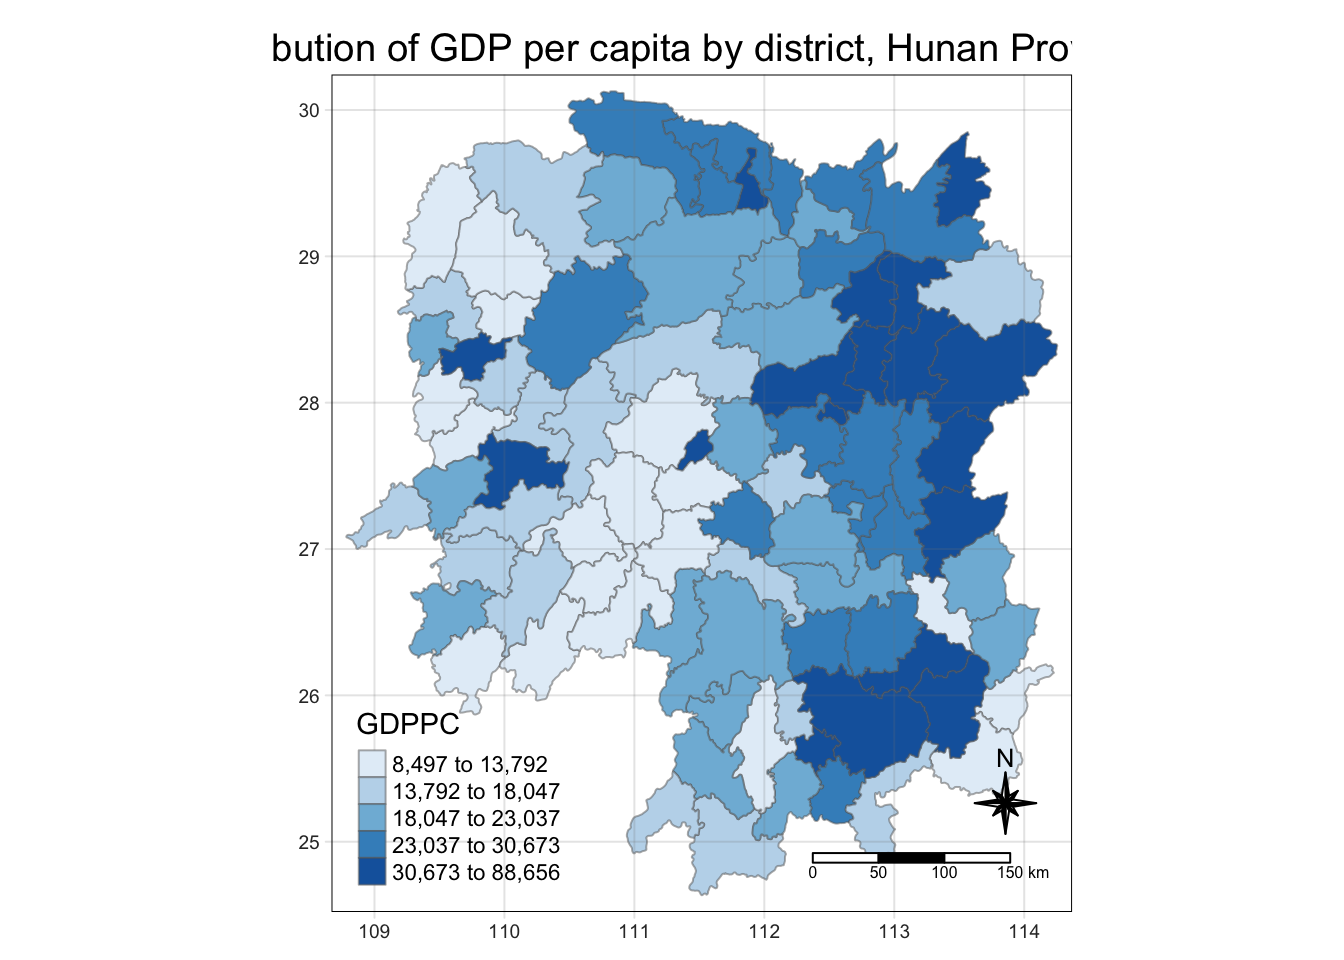 bution of GDP per capita by district, Hunan Prov
30
29
28
27
26
25
GDPPC
8,497 to 13,792
13,792 to 18,047
18,047 to 23,037
23,037 to 30,673
30,673 to 88,656
N
0 50 100 150 km
109 110 111 112 113 114